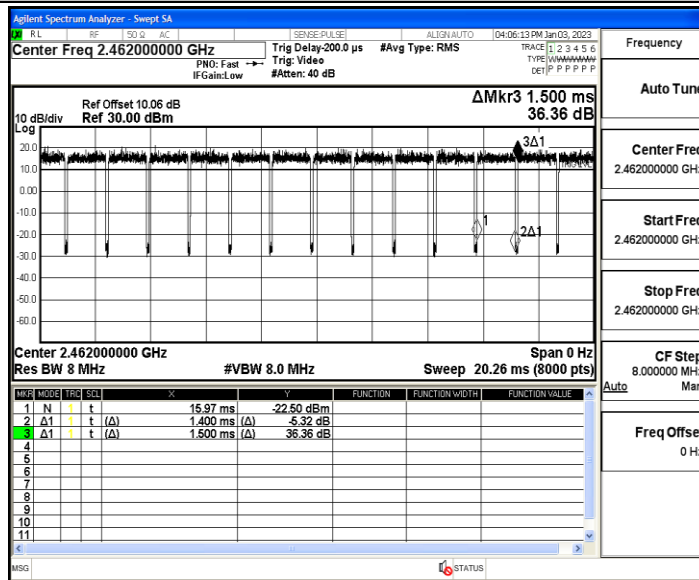 Agilent Spectrum Analyzer - Swept SA
RL RF 50 Ω AC SENSE:PULSE ALIGN AUTO 04:06:13 PM Jan 03, 2023
Center Freq 2.462000000 GHz
PNO: Fast
IFGain:Low
Trig Delay-200.0 µs
Trig: Video
#Atten: 40 dB
#Avg Type: RMS
TRACE 1 2 3 4 5 6
TYPE
DET P P P P P P
Ref Offset 10.06 dB
10 dB/div Ref 30.00 dBm
Log
ΔMkr3 1.500 ms
36.36 dB
20.0
10.0
0.00
-10.0
-20.0
-30.0
-40.0
-50.0
-60.0
3Δ1
1
2Δ1
Center 2.462000000 GHz Span 0 Hz
Res BW 8 MHz #VBW 8.0 MHz Sweep 20.26 ms (8000 pts)
MKR MODE TRC SCL X Y FUNCTION FUNCTION WIDTH FUNCTION VALUE
1 N t 15.97 ms -22.50 dBm
2 Δ1 t (Δ) 1.400 ms (Δ) -5.32 dB
3 Δ1 t (Δ) 1.500 ms (Δ) 36.36 dB
4
5
6
7
8
9
10
11
MSG STATUS
Frequency
Auto Tune
Center Freq
2.462000000 GHz
Start Freq
2.462000000 GHz
Stop Freq
2.462000000 GHz
CF Step
8.000000 MHz
Auto Man
Freq Offset
0 Hz